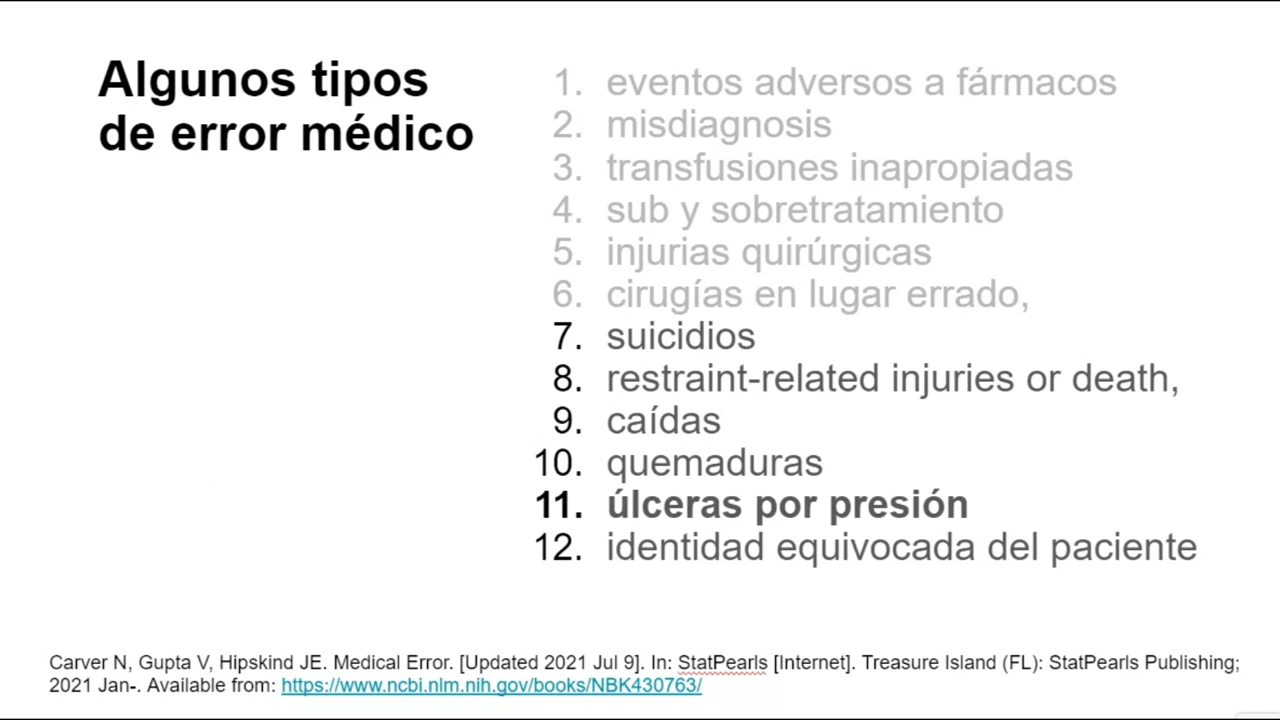 Algunos tipos
de error médico
1. eventos adversos a fármacos
2. misdiagnosis
3. transfusiones inapropiadas
4. sub y sobretratamiento
5. injurias quirúrgicas
6. cirugías en lugar errado,
7. suicidios
8. restraint-related injuries or death,
9. caídas
10. quemaduras
11. úlceras por presión
12. identidad equivocada del paciente
Carver N, Gupta V, Hipskind JE. Medical Error. [Updated 2021 Jul 9]. In: StatPearls [Internet]. Treasure Island (FL): StatPearls Publishing;
2021 Jan-. Available from: https://www.ncbi.nlm.nih.gov/books/NBK430763/